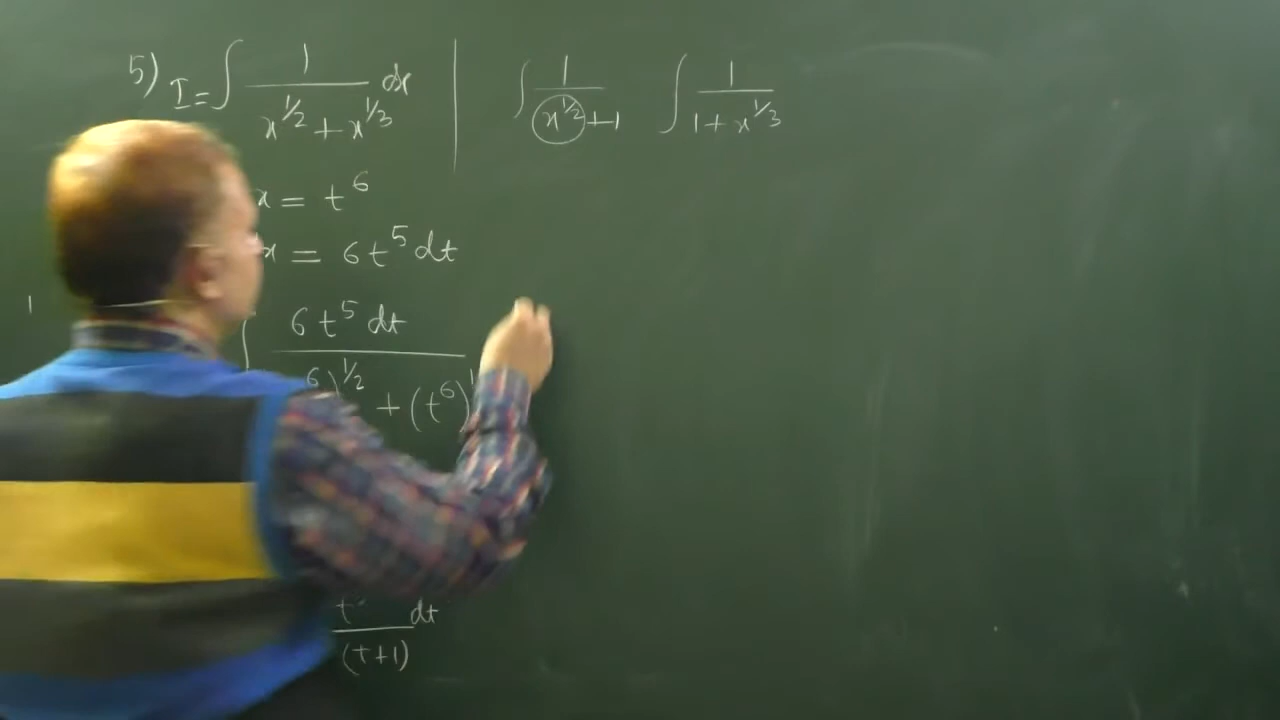 5) I = ∫ 1/(x^{1/2} + x^{1/3}) dx | ∫ 1/(x^{1/2} + 1) ∫ 1/(1 + x^{1/3})
x = t^6
x = 6t^5 dt
∫ 6t^5 dt
6)^{1/2} + (t^6)
dt
(t+1)